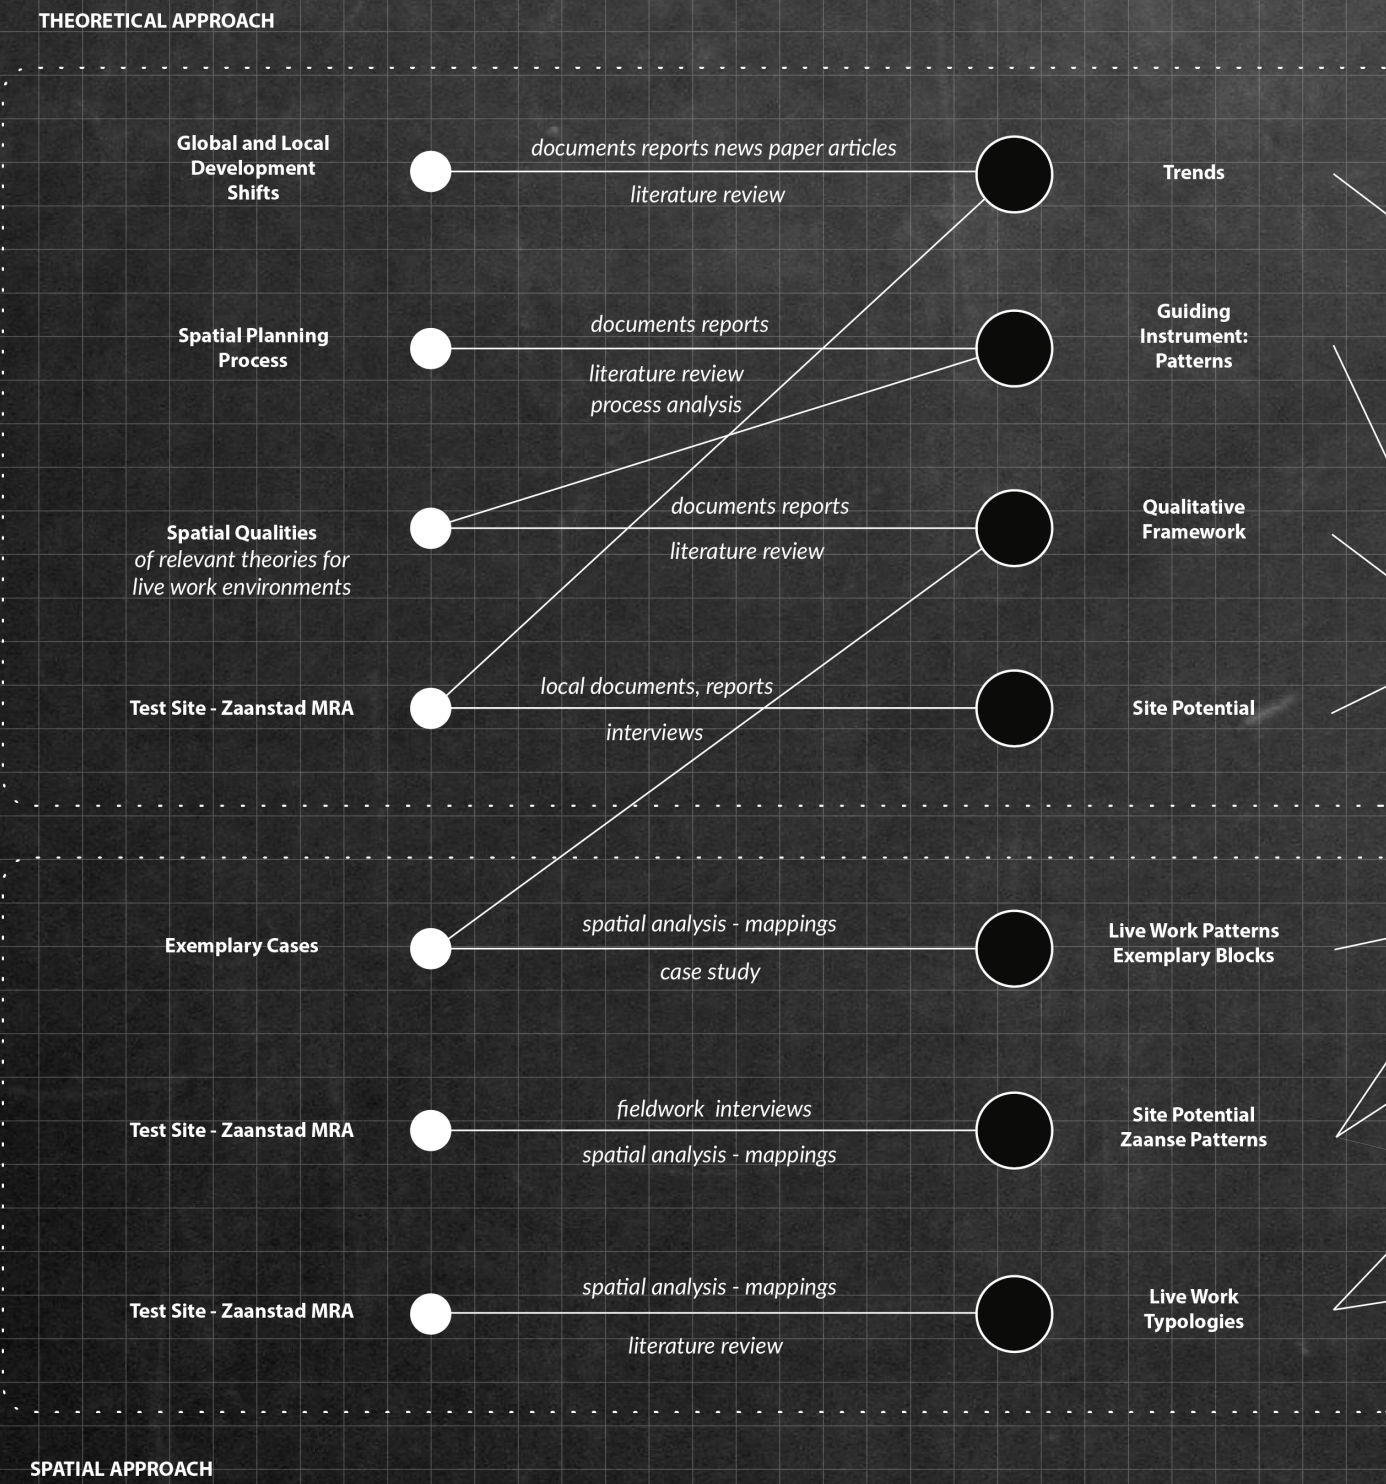 THEORETICAL APPROACH
Global and Local
Development
Shifts
documents reports news paper articles
literature review
Trends
Spatial Planning
Process
documents reports
literature review
process analysis
Guiding
Instrument:
Patterns
Spatial Qualities
of relevant theories for
live work environments
documents reports
literature review
Qualitative
Framework
Test Site - Zaanstad MRA
local documents, reports
interviews
Site Potential
Exemplary Cases
spatial analysis - mappings
case study
Live Work Patterns
Exemplary Blocks
Test Site - Zaanstad MRA
fieldwork  interviews
spatial analysis - mappings
Site Potential
Zaanse Patterns
Test Site - Zaanstad MRA
spatial analysis - mappings
literature review
Live Work
Typologies
SPATIAL APPROACH